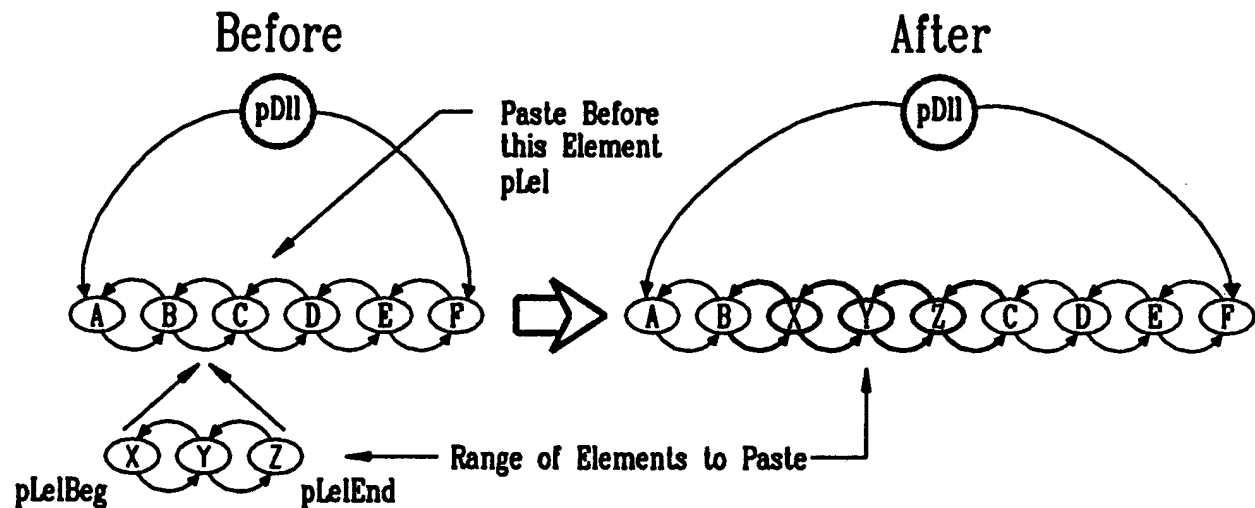 Before
After
pDll
Paste Before
this Element
pLel
pDll
A B C D E F
A B X Y Z C D E F
X Y Z
pLelBeg
pLelEnd
Range of Elements to Paste